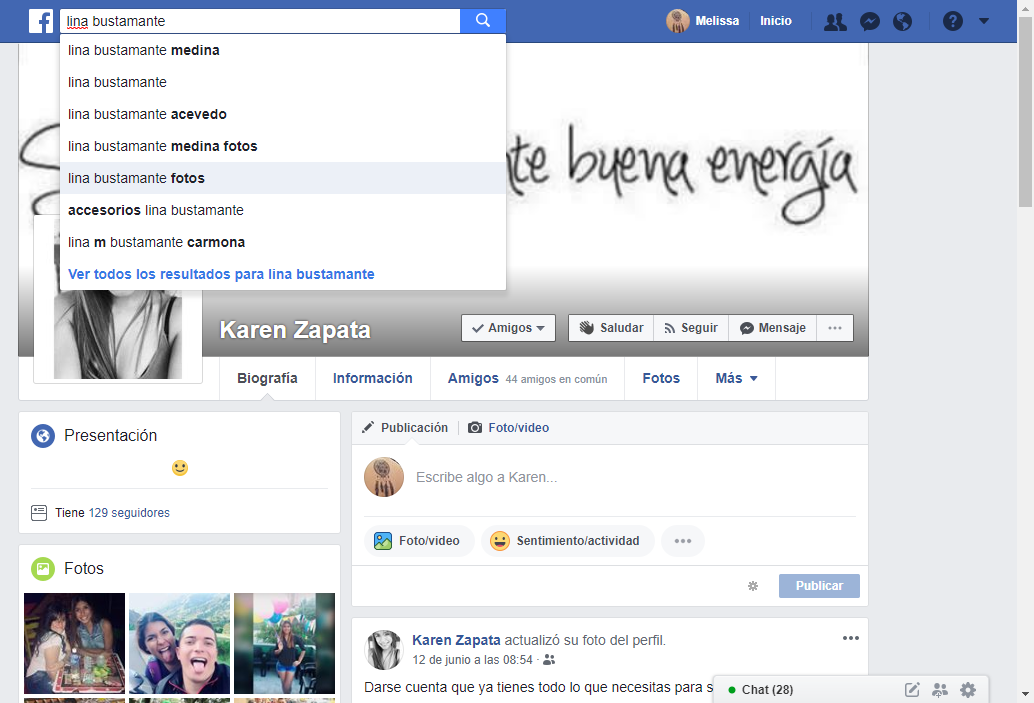 lina bustamante
Melissa
Inicio
lina bustamante medina
lina bustamante
lina bustamante acevedo
lina bustamante medina fotos
lina bustamante fotos
accesorios lina bustamante
lina m bustamante carmona
Ver todos los resultados para lina bustamante
buena energía
Karen Zapata
Amigos
Saludar
Seguir
Mensaje
Biografía
Información
Amigos 44 amigos en común
Fotos
Más
Presentación
Tiene 129 seguidores
Fotos
Publicación
Foto/video
Escribe algo a Karen...
Foto/video
Sentimiento/actividad
Publicar
Karen Zapata actualizó su foto del perfil.
12 de junio a las 08:54 ·
Darse cuenta que ya tienes todo lo que necesitas para s
Chat (28)